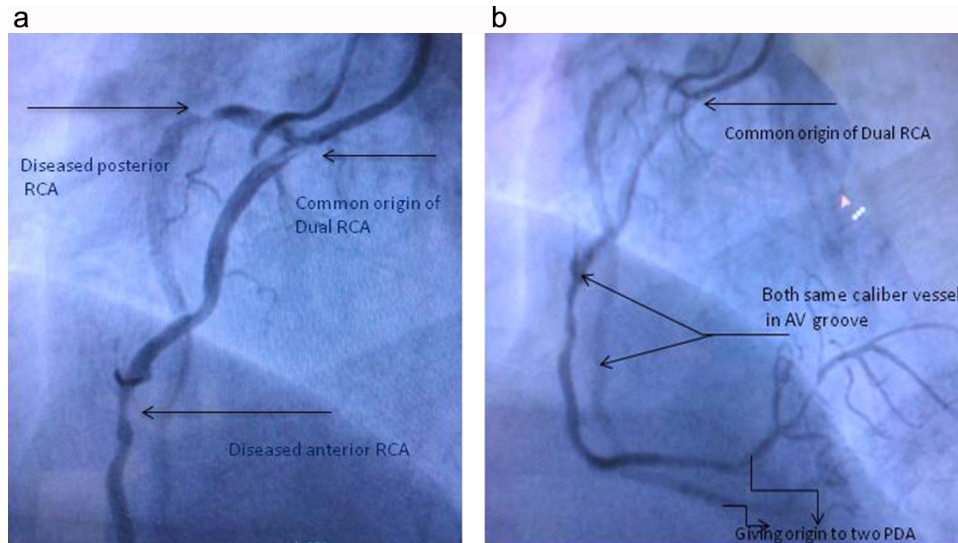 a
b
Diseased posterior
RCA
Common origin of
Dual RCA
Diseased anterior RCA
Common origin of Dual RCA
Both same caliber vessel
in AV groove
Giving origin to two PDA